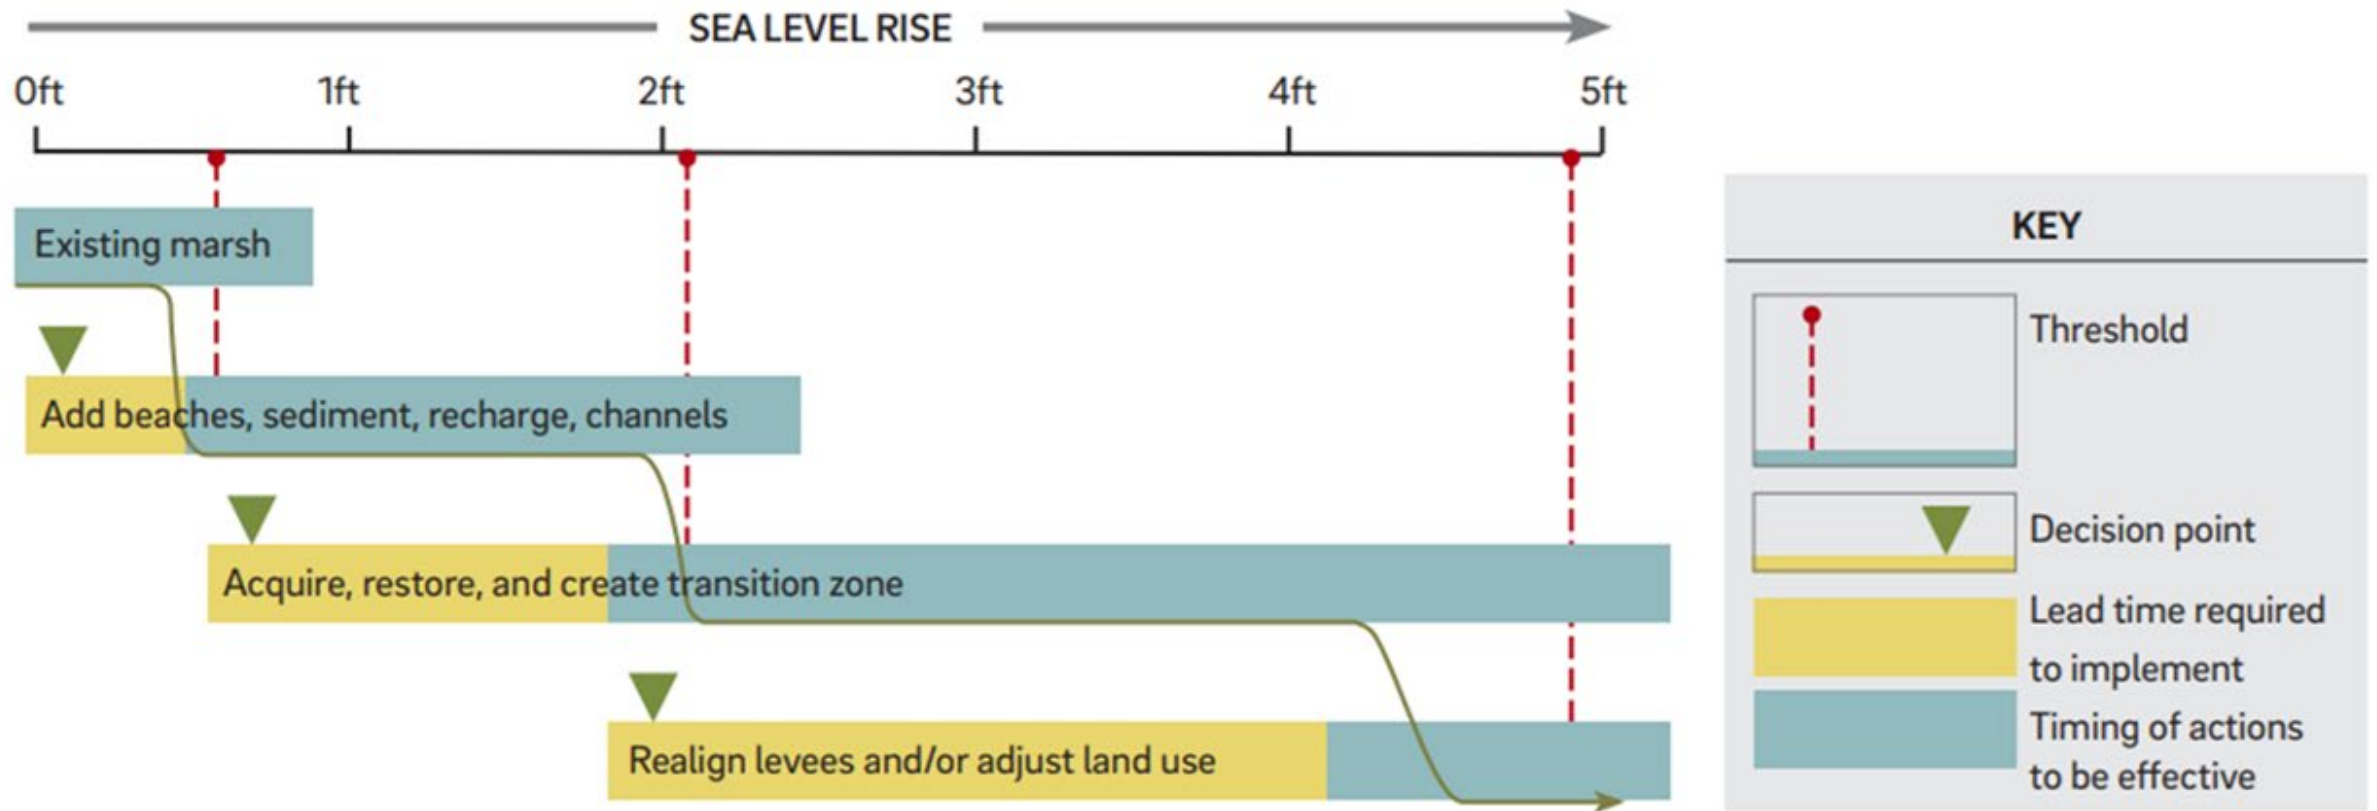 SEA LEVEL RISE
0ft 1ft 2ft 3ft 4ft 5ft
Existing marsh
Add beaches, sediment, recharge, channels
Acquire, restore, and create transition zone
Realign levees and/or adjust land use
KEY
Threshold
Decision point
Lead time required
to implement
Timing of actions
to be effective